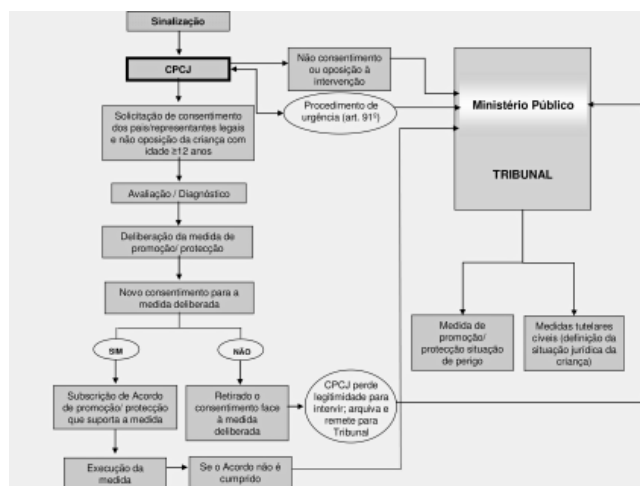 Sinalização
CPCJ
Não consentimento
ou oposição à
intervenção
Procedimento de
urgência (art. 91º)
Ministério Público
TRIBUNAL
Solicitação de consentimento
dos pais/representantes legais
e não oposição da criança com
idade ≥12 anos
Avaliação / Diagnóstico
Deliberação da medida de
promoção/ protecção
Novo consentimento para a
medida deliberada
SIM
NÃO
Medida de
promoção/
protecção situação
de perigo
Medidas tutelares
cíveis (definição da
situação jurídica da
criança)
Subscrição de Acordo
de promoção/ protecção
que suporta a medida
Retirado o
consentimento face
à medida
deliberada
CPCJ perde
legitimidade para
intervir; arquiva e
remete para
Tribunal
Execução da
medida
Se o Acordo não é
cumprido